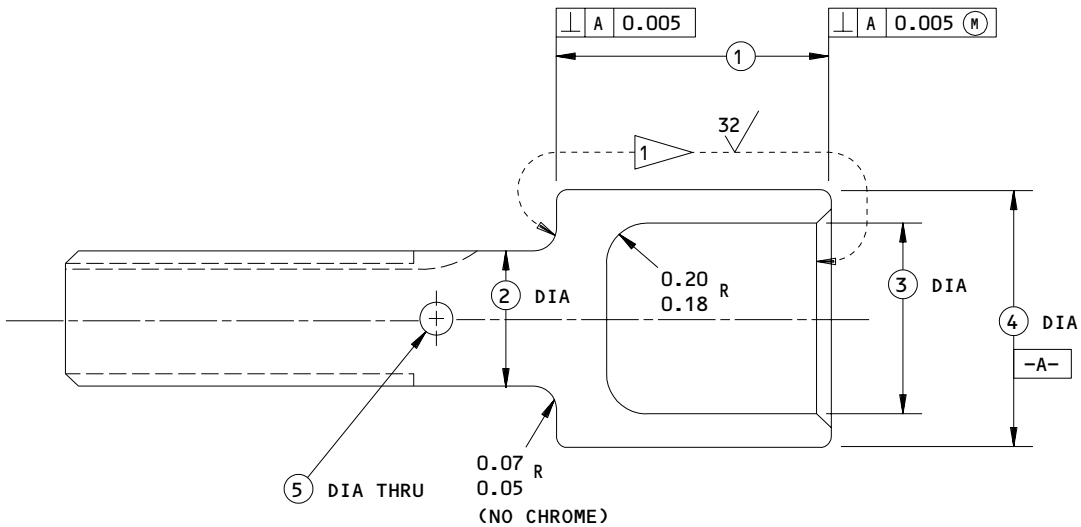 ⊥ A 0.005
⊥ A 0.005 Ⓜ
1
32
1
0.20
0.18 R
2 DIA
3 DIA
4 DIA
-A-
0.07
0.05 R
(NO CHROME)
5 DIA THRU